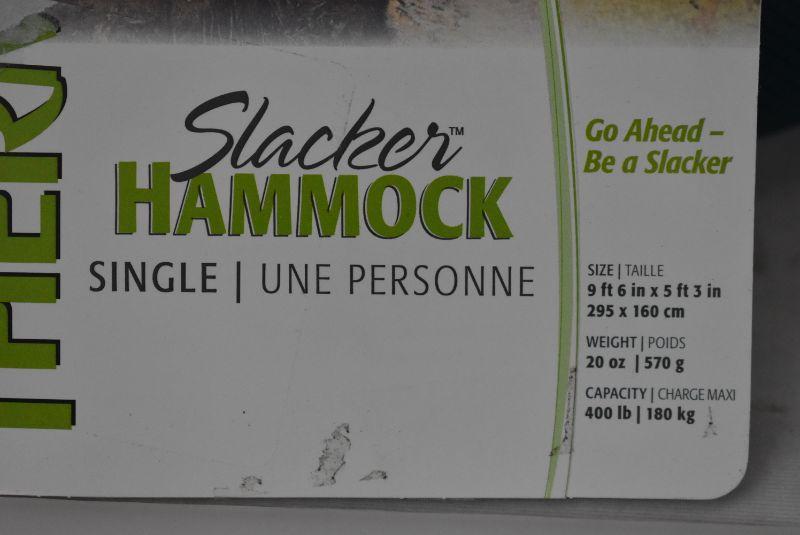 Slacker™
HAMMOCK
SINGLE | UNE PERSONNE
Go Ahead –
Be a Slacker
SIZE | TAILLE
9 ft 6 in x 5 ft 3 in
295 x 160 cm
WEIGHT | POIDS
20 oz | 570 g
CAPACITY | CHARGE MAXI
400 lb | 180 kg